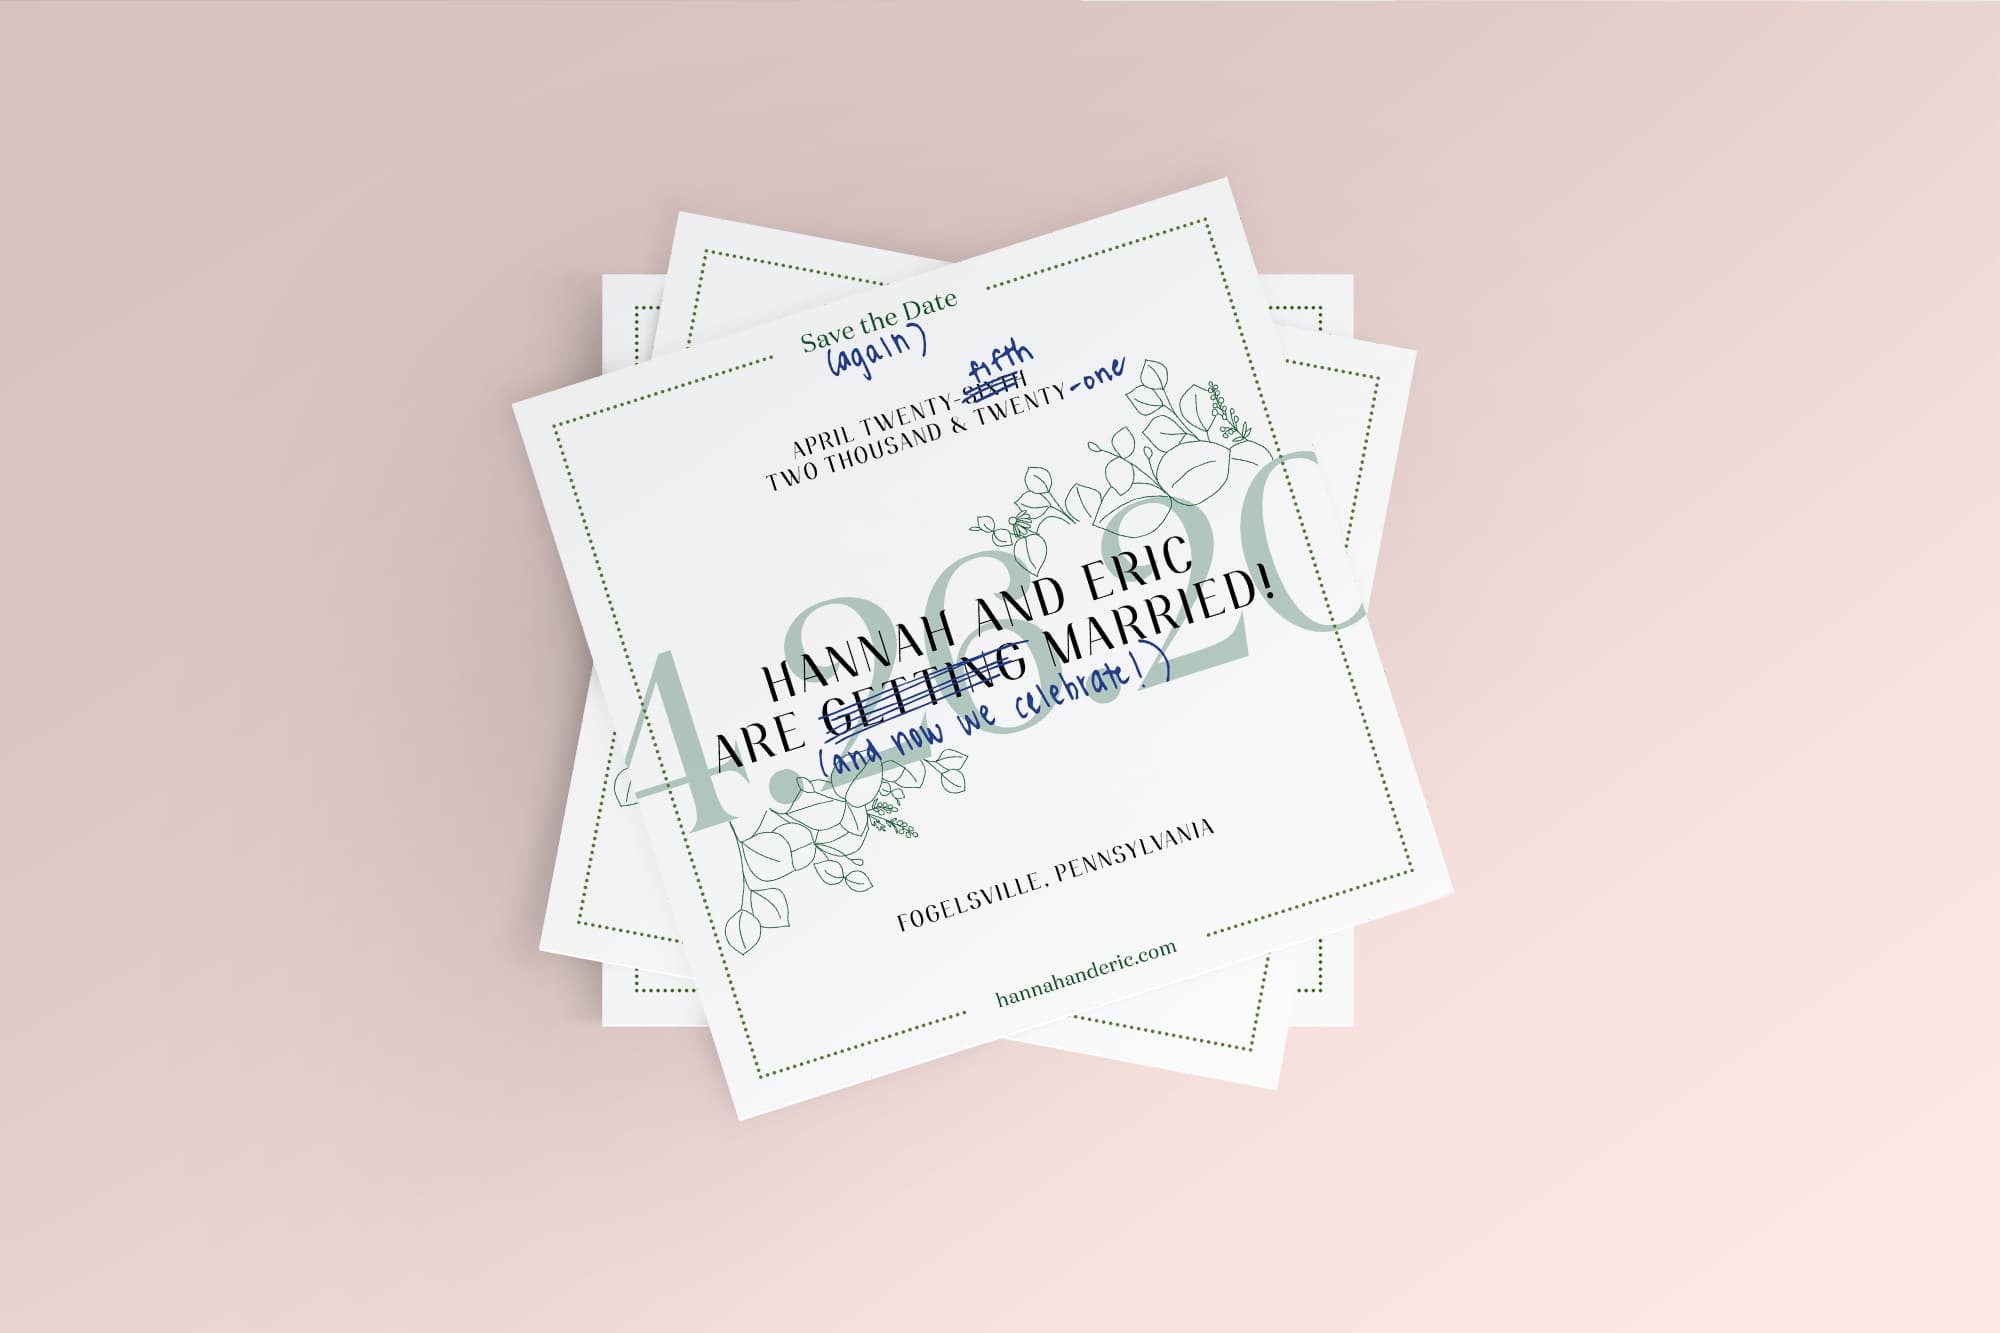 Save the Date
(again)
fifth
APRIL TWENTY-SIXTH
TWO THOUSAND & TWENTY-one
4.26.20
HANNAH AND ERIC
ARE GETTING MARRIED!
(and now we celebrate!)
FOGELSVILLE, PENNSYLVANIA
hannahanderic.com